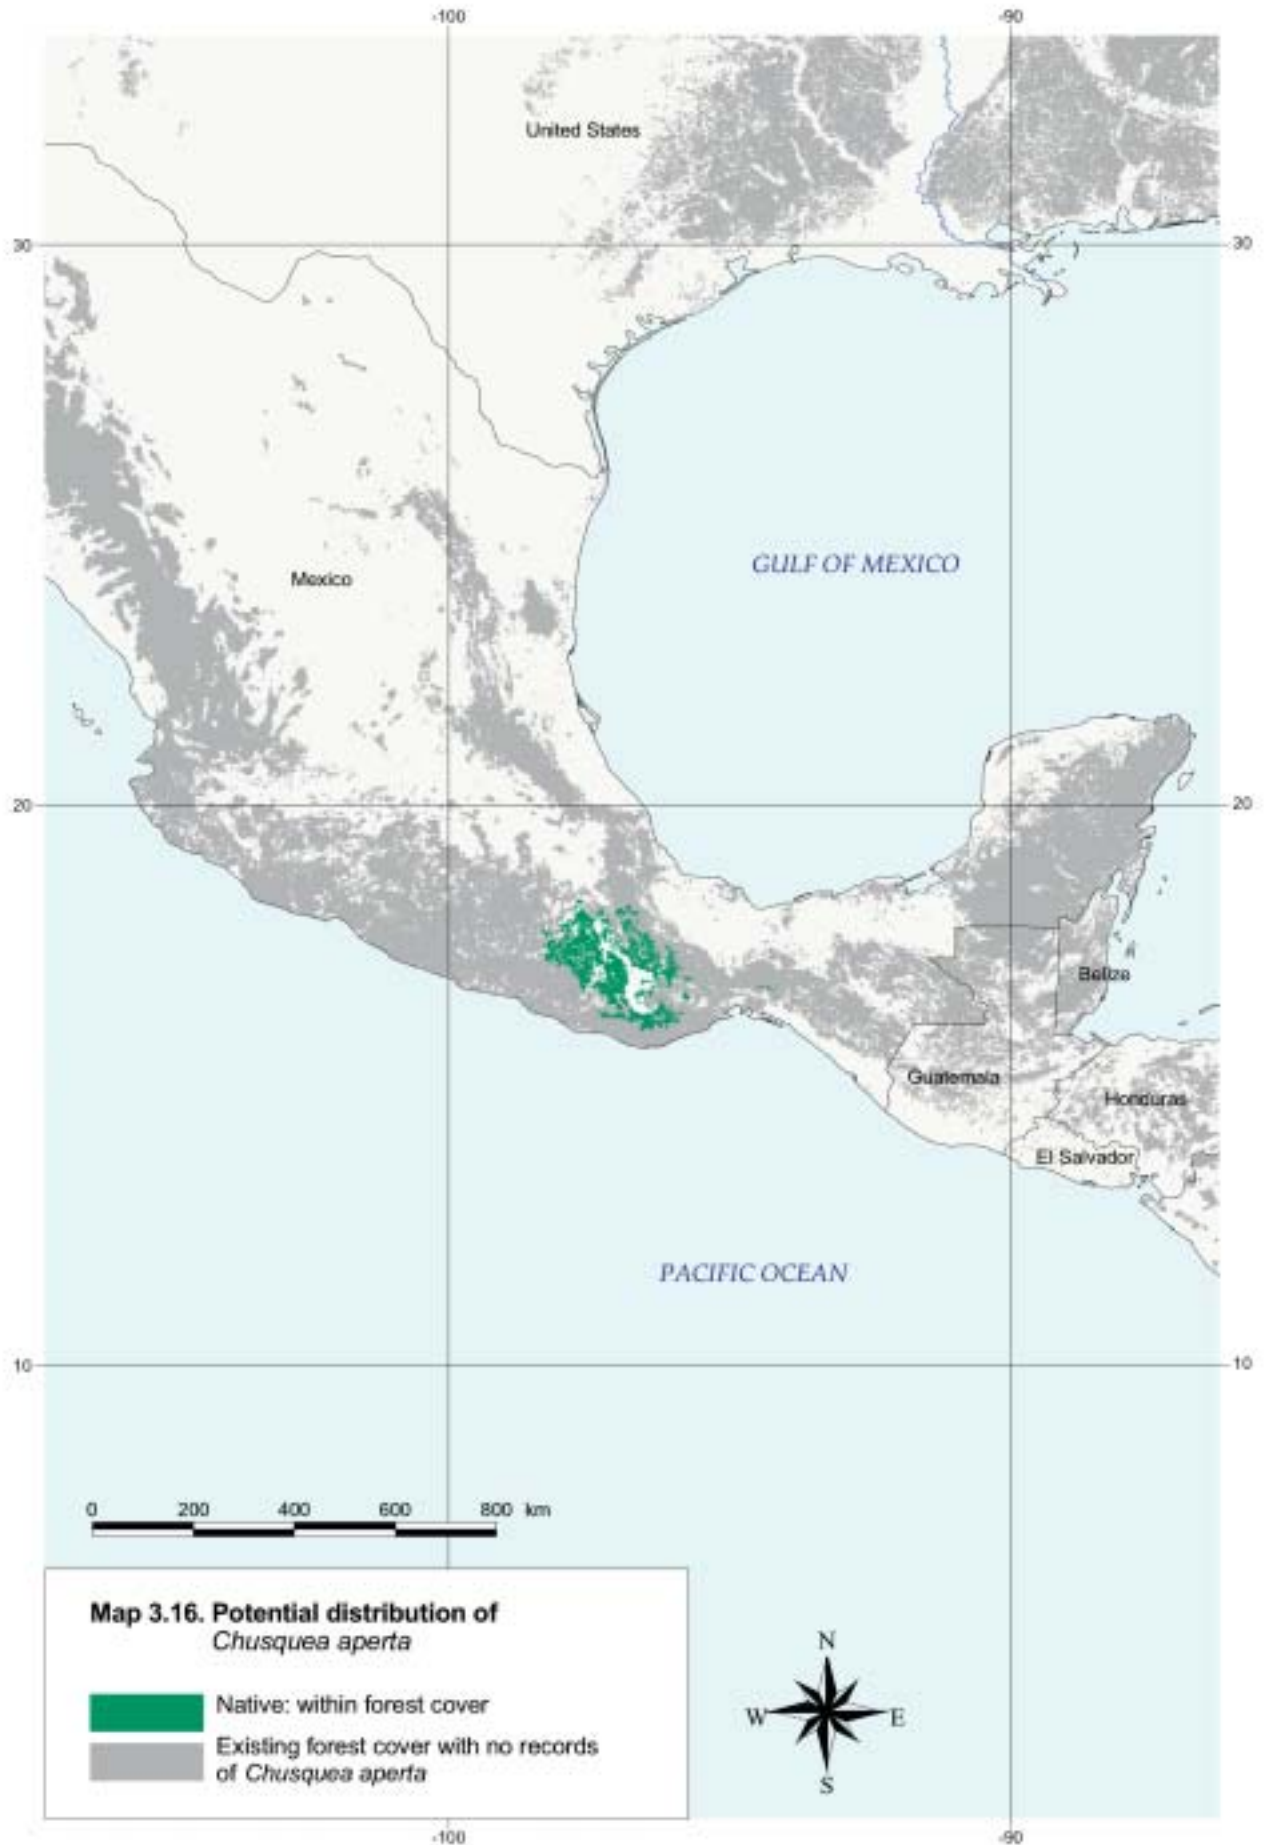 -100 -90
United States
30 30
GULF OF MEXICO
Mexico
20 20
Belize
Guatemala
Honduras
El Salvador
PACIFIC OCEAN
10 10
0 200 400 600 800 km
Map 3.16. Potential distribution of
Chusquea aperta
Native: within forest cover
Existing forest cover with no records
of Chusquea aperta
N
W E
S
-100 -90